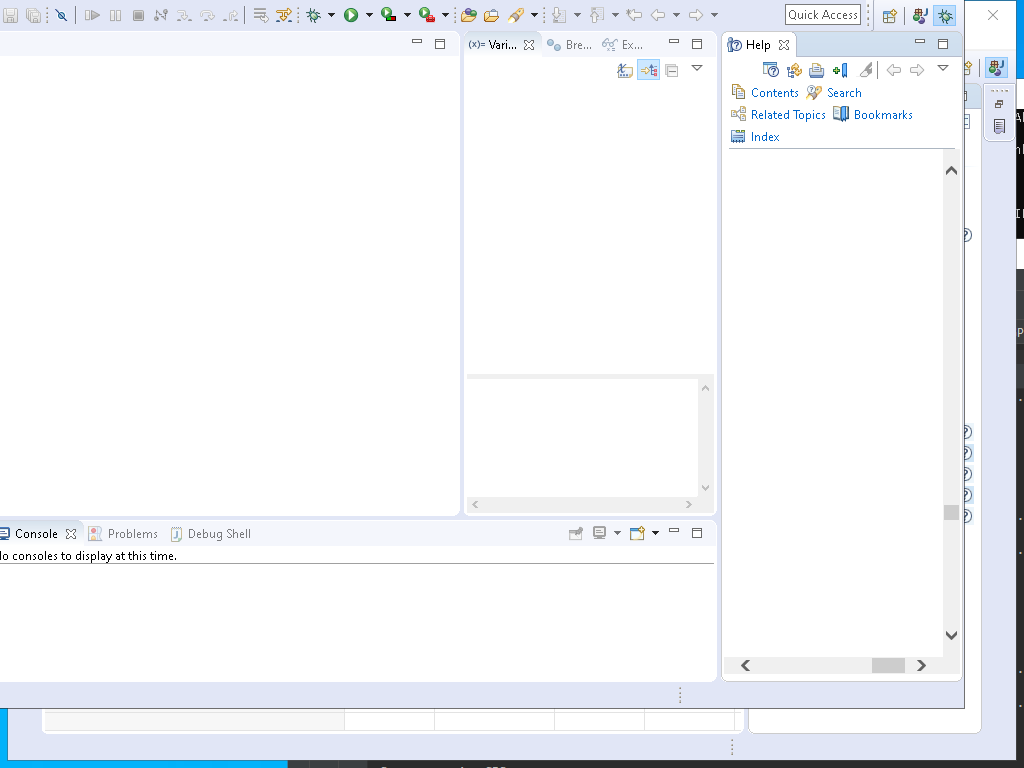 Quick Access
(x)= Vari...
Bre...
Ex...
Help
Contents
Search
Related Topics
Bookmarks
Index
Console
Problems
Debug Shell
lo consoles to display at this time.